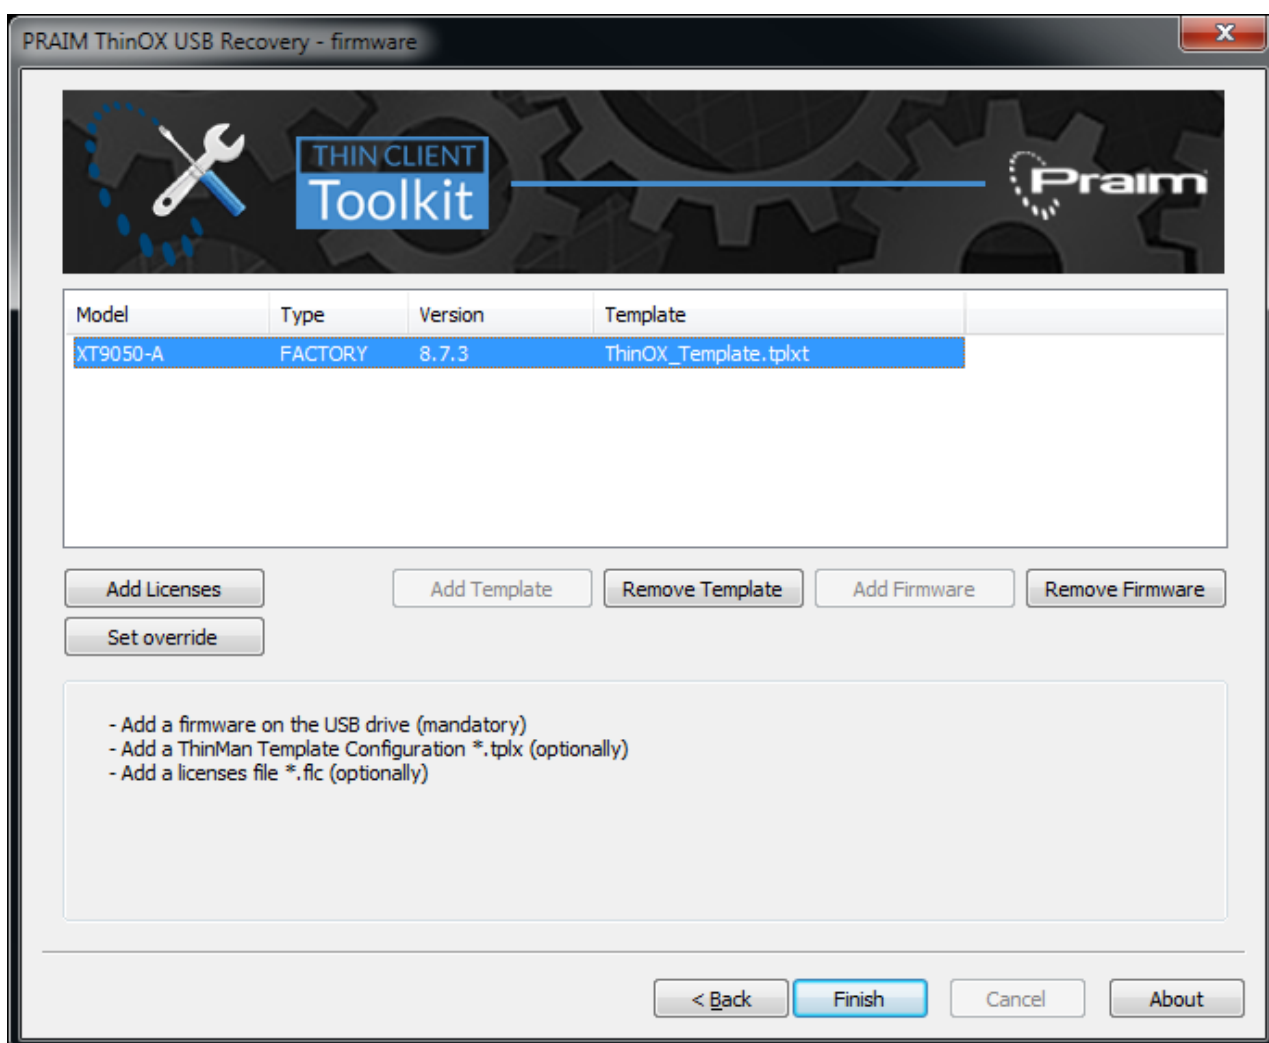 PRAIM ThinOX USB Recovery - firmware
THIN CLIENT
Toolkit
Praim
Model Type Version Template
XT9050-A FACTORY 8.7.3 ThinOX_Template.tplxt
Add Licenses Add Template Remove Template Add Firmware Remove Firmware
Set override
- Add a firmware on the USB drive (mandatory)
- Add a ThinMan Template Configuration *.tplx (optionally)
- Add a licenses file *.flc (optionally)
< Back Finish Cancel About